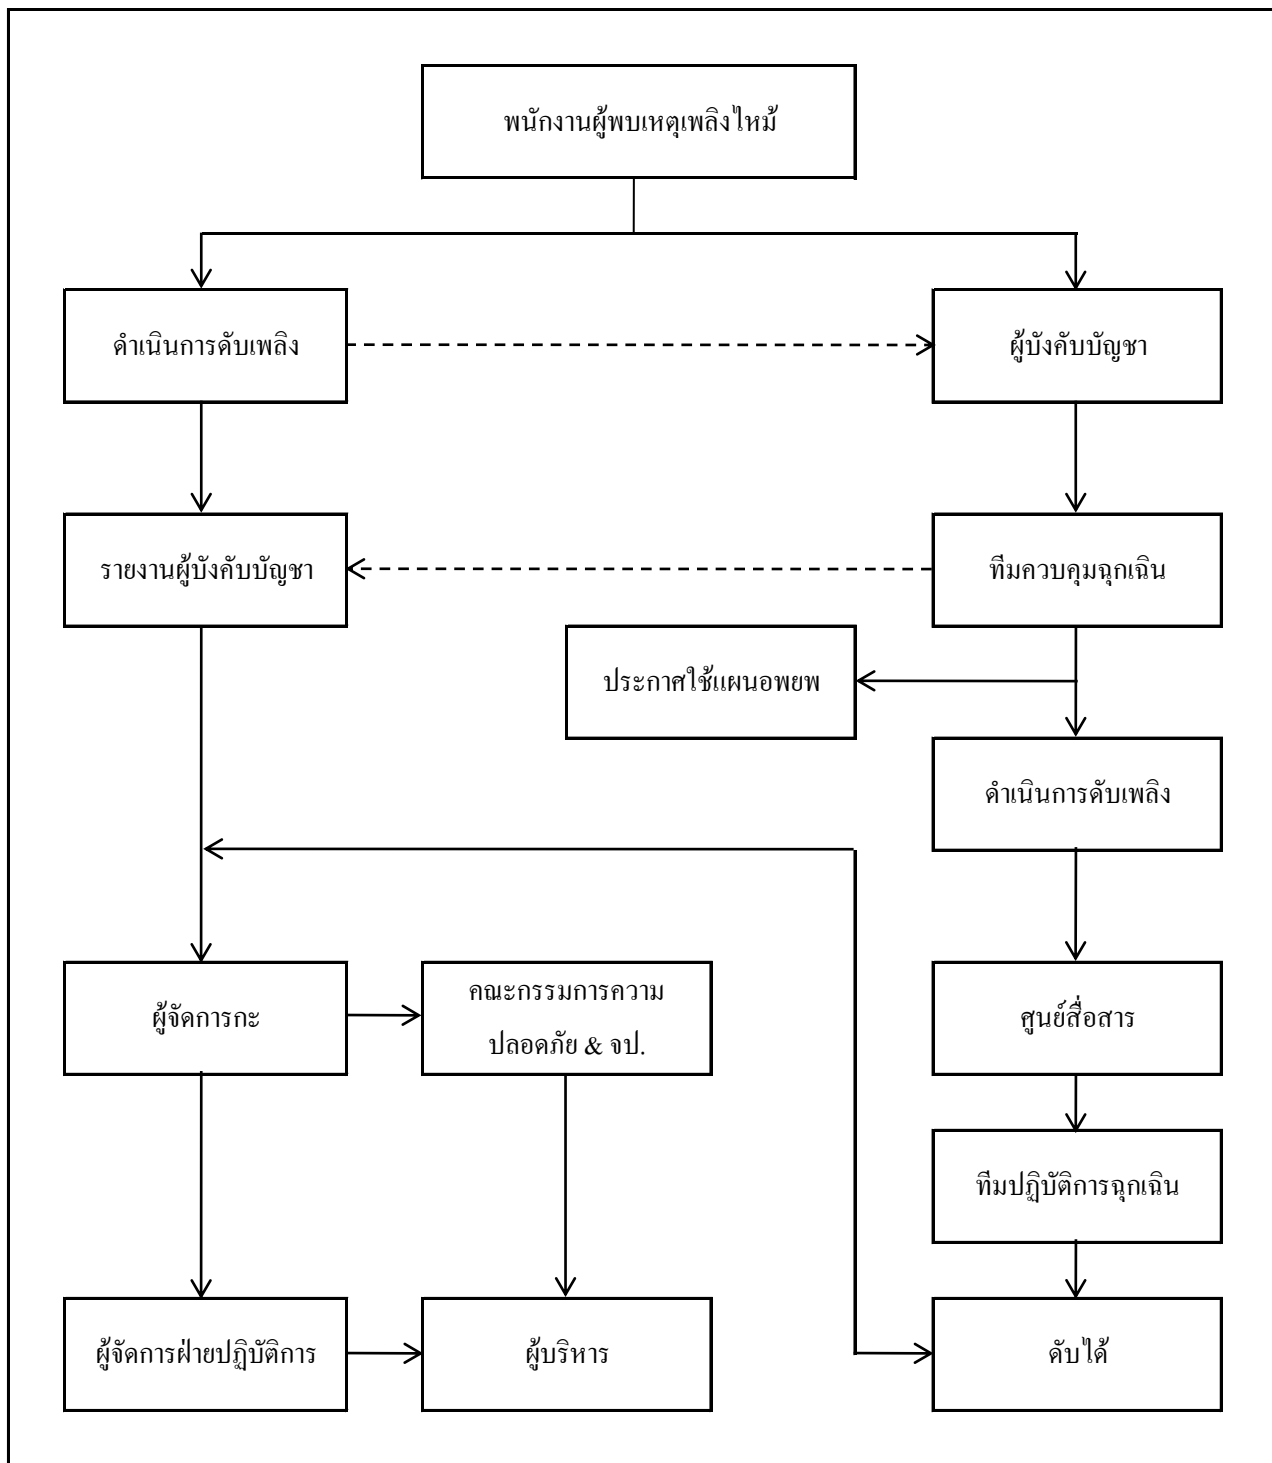 พนักงานผู้พบเหตุเพลิงไหม้
ดำเนินการดับเพลิง
ผู้บังคับบัญชา
รายงานผู้บังคับบัญชา
ทีมควบคุมฉุกเฉิน
ประกาศใช้แผนอพยพ
ดำเนินการดับเพลิง
ผู้จัดการกะ
คณะกรรมการความ
ปลอดภัย & จป.
ศูนย์สื่อสาร
ทีมปฏิบัติการฉุกเฉิน
ผู้จัดการฝ่ายปฏิบัติการ
ผู้บริหาร
ดับได้